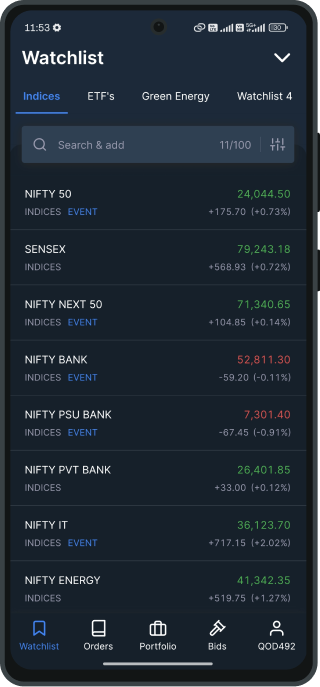 11:53
Watchlist
Indices ETF's Green Energy Watchlist 4
Search & add 11/100
NIFTY 50 24,044.50
INDICES EVENT +175.70 (+0.73%)
SENSEX 79,243.18
INDICES +568.93 (+0.72%)
NIFTY NEXT 50 71,340.65
INDICES EVENT +104.85 (+0.14%)
NIFTY BANK 52,811.30
INDICES EVENT -59.20 (-0.11%)
NIFTY PSU BANK 7,301.40
INDICES EVENT -67.45 (-0.91%)
NIFTY PVT BANK 26,401.85
INDICES +33.00 (+0.12%)
NIFTY IT 36,123.70
INDICES EVENT +717.15 (+2.02%)
NIFTY ENERGY 41,342.35
INDICES +519.75 (+1.27%)
Watchlist Orders Portfolio Bids QOD492